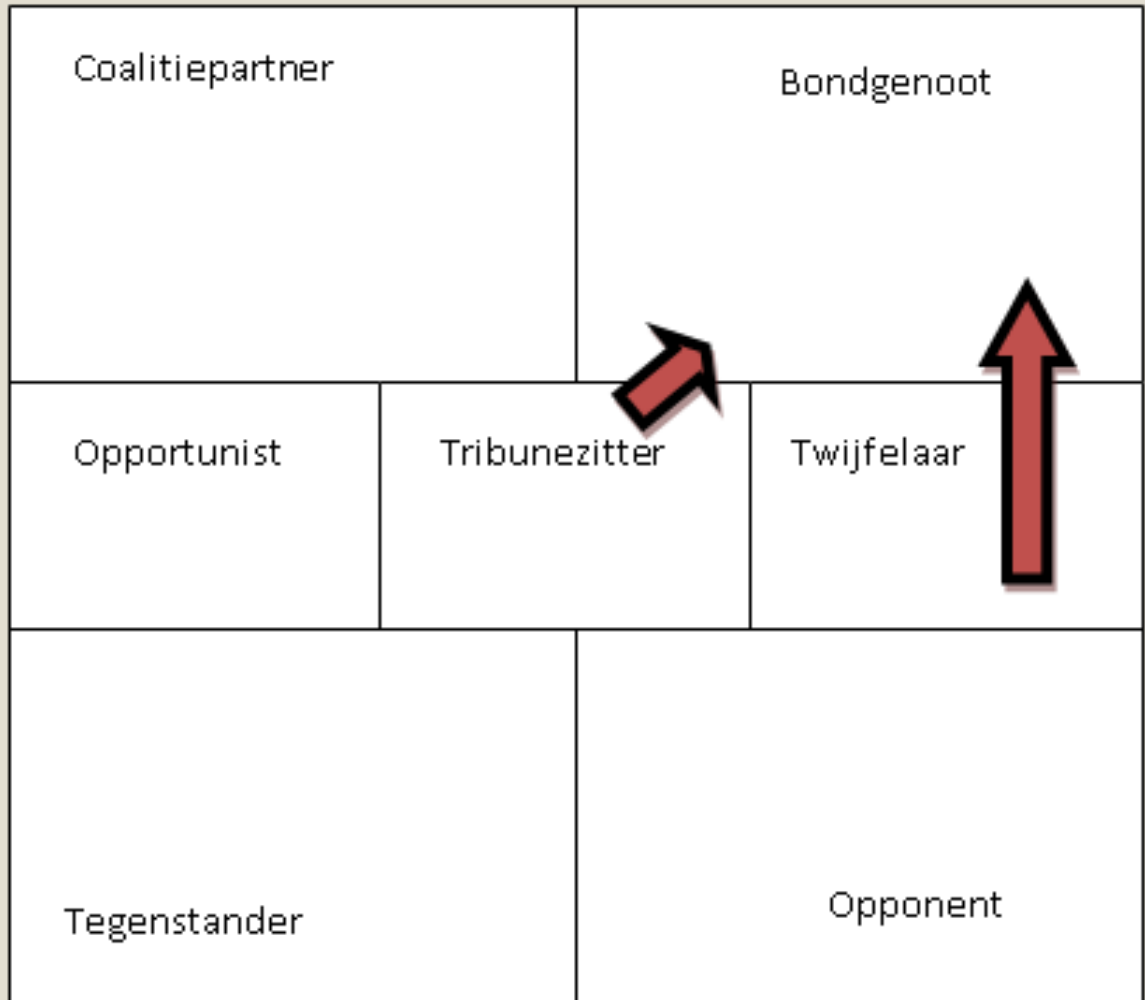 Coalitiepartner
Bondgenoot
Opportunist
Tribunezitter
Twijfelaar
Tegenstander
Opponent